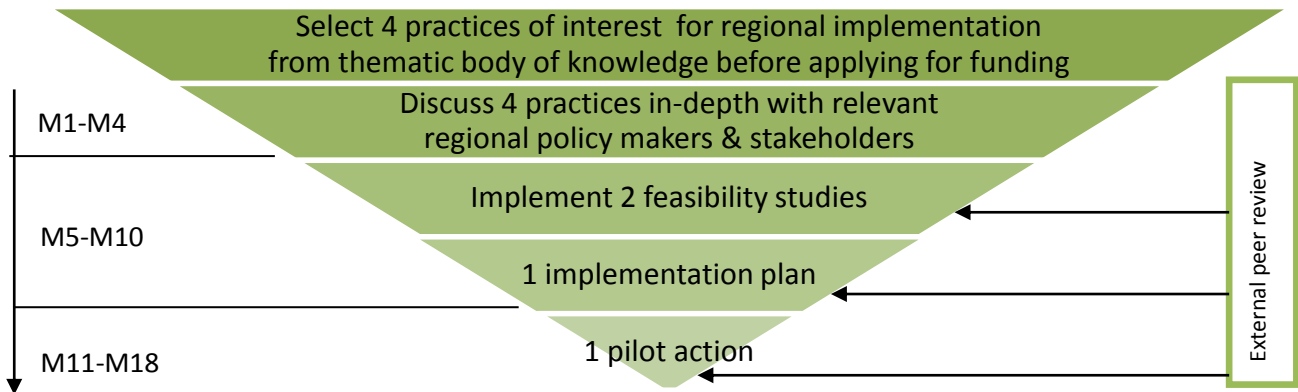 Select 4 practices of interest for regional implementation
from thematic body of knowledge before applying for funding
Discuss 4 practices in-depth with relevant
regional policy makers & stakeholders
M1-M4
Implement 2 feasibility studies
M5-M10
1 implementation plan
1 pilot action
M11-M18
External peer review